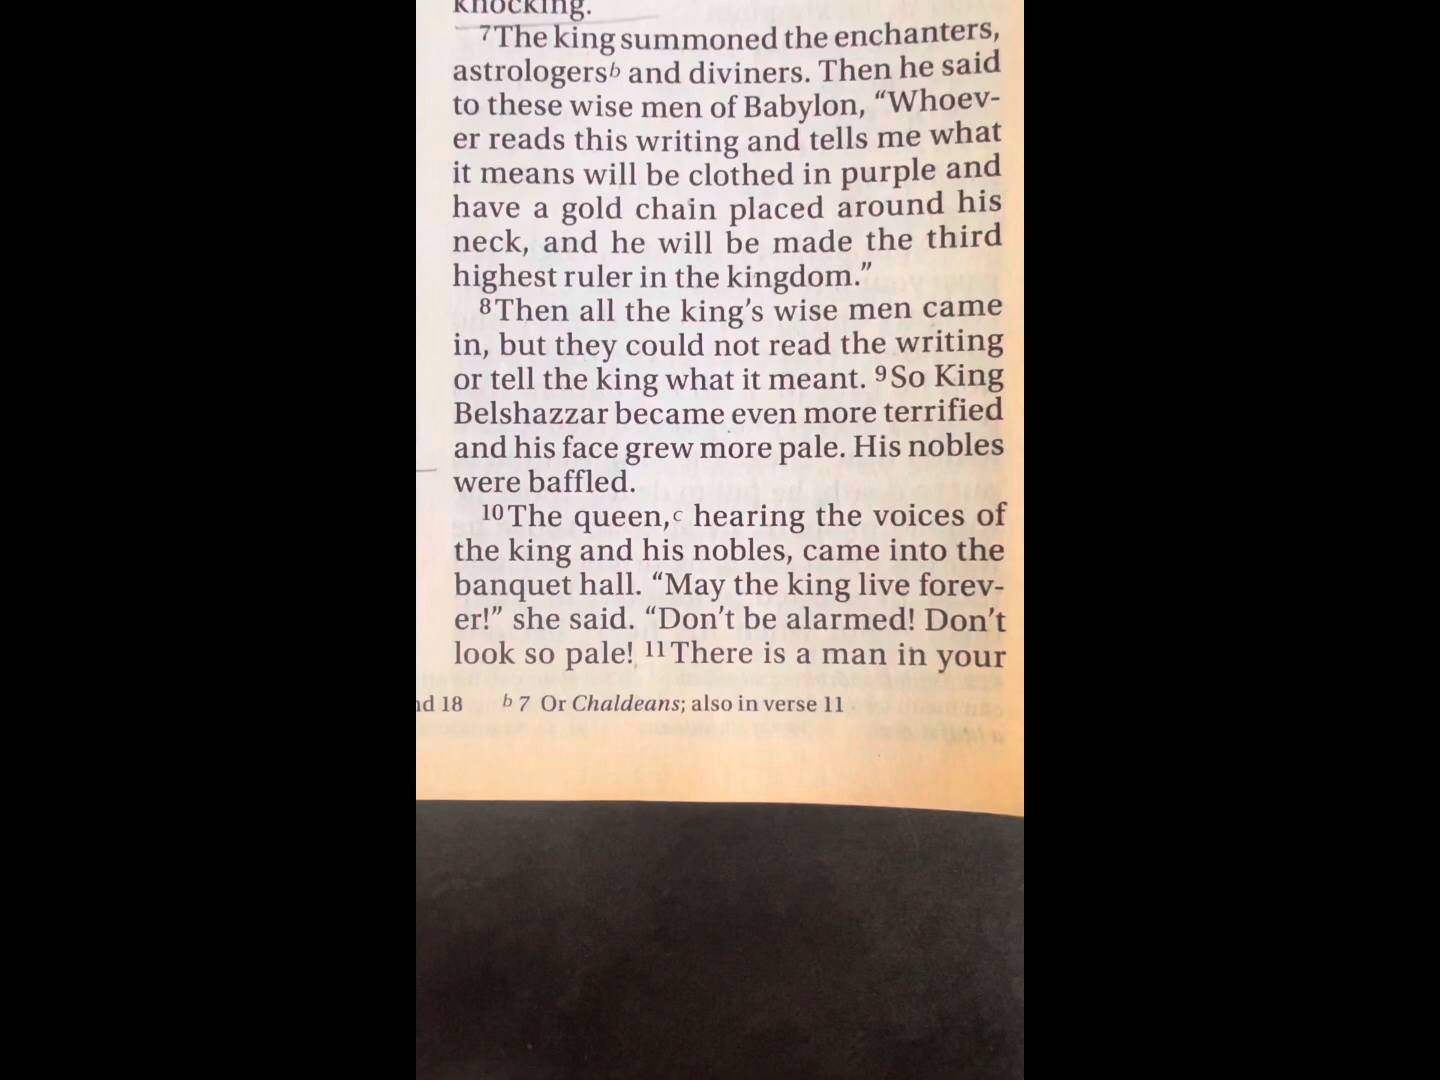 knocking.
7The king summoned the enchanters,
astrologersb and diviners. Then he said
to these wise men of Babylon, “Whoev-
er reads this writing and tells me what
it means will be clothed in purple and
have a gold chain placed around his
neck, and he will be made the third
highest ruler in the kingdom.”
8Then all the king’s wise men came
in, but they could not read the writing
or tell the king what it meant. 9So King
Belshazzar became even more terrified
and his face grew more pale. His nobles
were baffled.
10The queen,c hearing the voices of
the king and his nobles, came into the
banquet hall. “May the king live forev-
er!” she said. “Don’t be alarmed! Don’t
look so pale! 11There is a man in your
nd 18 b 7 Or Chaldeans; also in verse 11